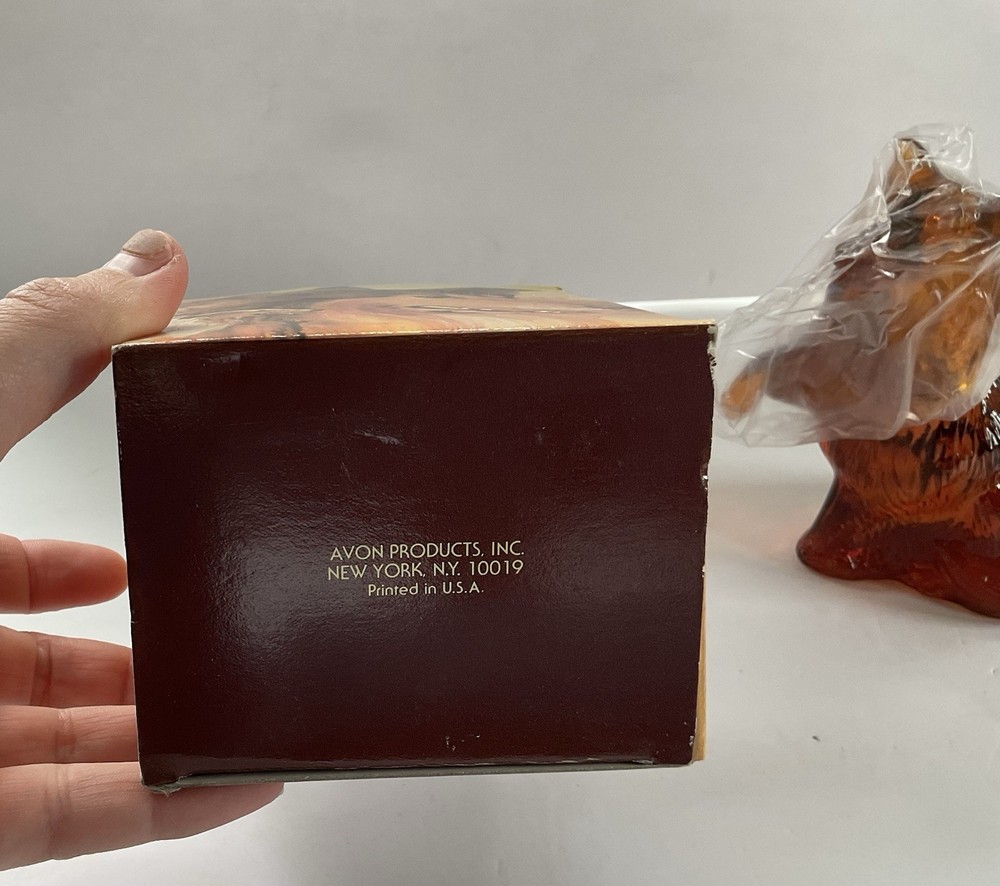 AVON PRODUCTS, INC.
NEW YORK, N.Y. 10019
Printed in U.S.A.